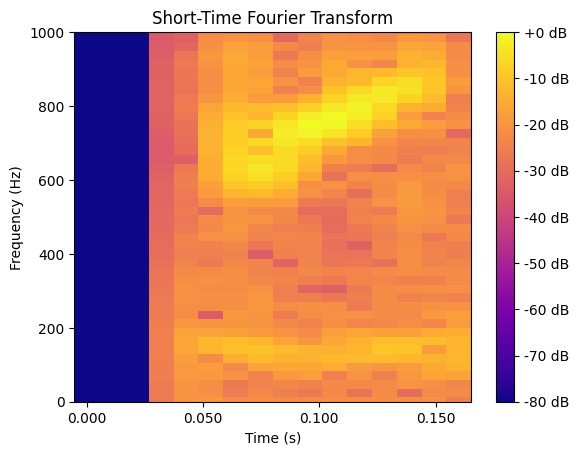 Short-Time Fourier Transform
Frequency (Hz)
1000
800
600
400
200
0
0.000
0.050
0.100
0.150
Time (s)
+0 dB
-10 dB
-20 dB
-30 dB
-40 dB
-50 dB
-60 dB
-70 dB
-80 dB